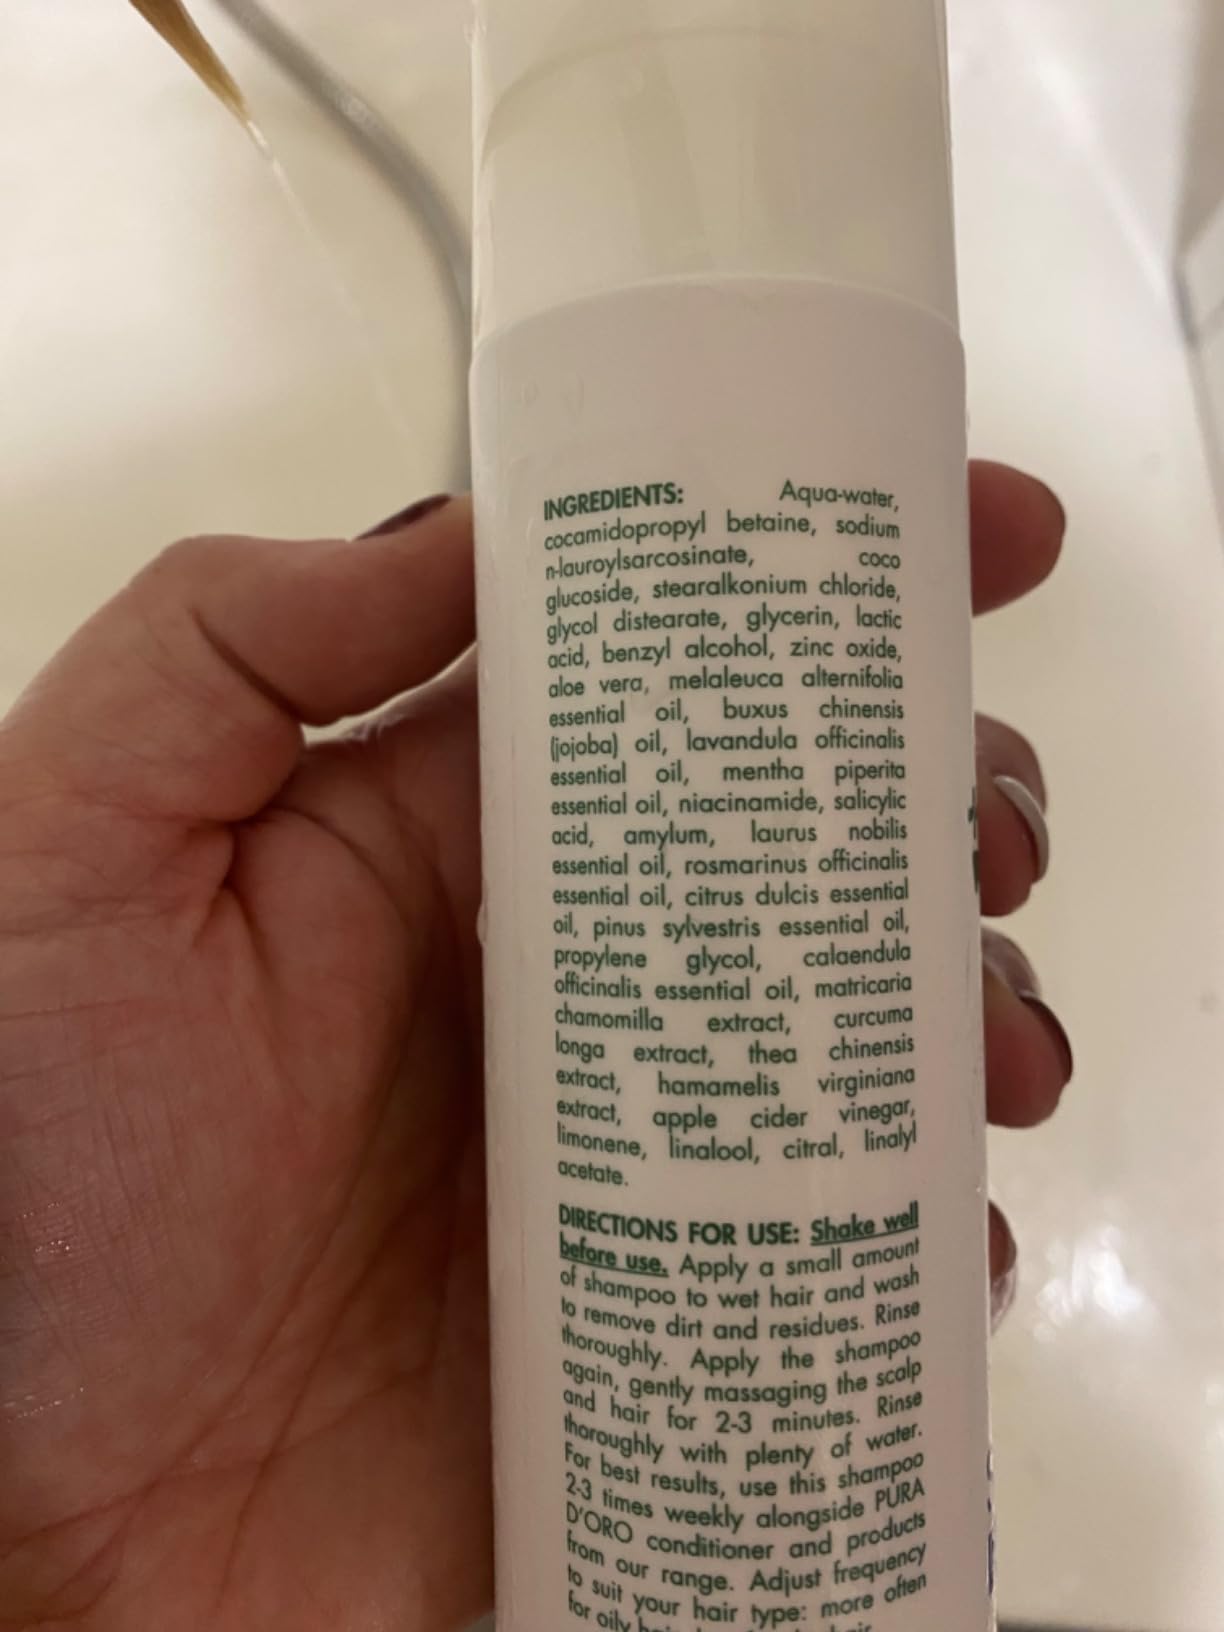 INGREDIENTS: Aqua-water,
cocamidopropyl betaine, sodium
n-lauroylsarcosinate, coco
glucoside, stearalkonium chloride,
glycol distearate, glycerin, lactic
acid, benzyl alcohol, zinc oxide,
aloe vera, melaleuca alternifolia
essential oil, buxus chinensis
(jojoba) oil, lavandula officinalis
essential oil, mentha piperita
essential oil, niacinamide, salicylic
acid, amylum, laurus nobilis
essential oil, rosmarinus officinalis
essential oil, citrus dulcis essential
oil, pinus sylvestris essential oil,
propylene glycol, calaendula
officinalis essential oil, matricaria
chamomilla extract, curcuma
longa extract, thea chinensis
extract, hamamelis virginiana
extract, apple cider vinegar,
limonene, linalool, citral, linalyl
acetate.
DIRECTIONS FOR USE: Shake well
before use. Apply a small amount
of shampoo to wet hair and wash
to remove dirt and residues. Rinse
thoroughly. Apply the shampoo
again, gently massaging the scalp
and hair for 2-3 minutes. Rinse
thoroughly with plenty of water.
For best results, use this shampoo
2-3 times weekly alongside PURA
D'ORO conditioner and products
from our range. Adjust frequency
to suit your hair type: more often
for oily